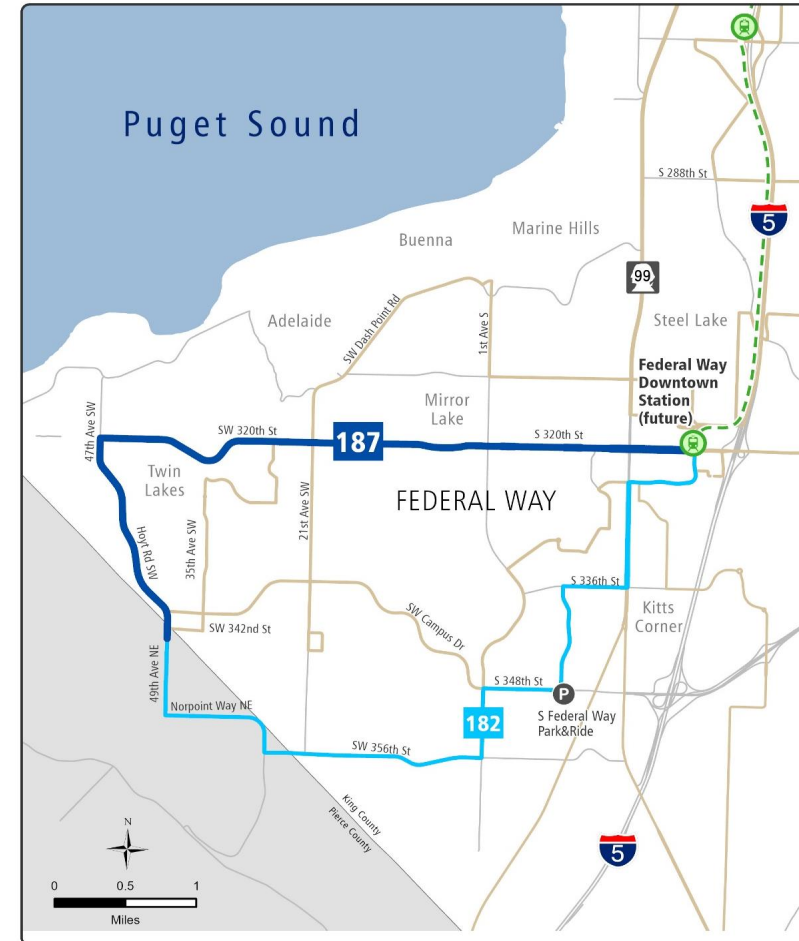 Puget Sound
S 288th St
5
Marine Hills
Buenna
99
Adelaide
SW Dash Point Rd
1st Ave S
Steel Lake
Federal Way
Downtown
Station
(future)
Mirror
Lake
47th Ave SW
SW 320th St
187
S 320th St
Twin
Lakes
FEDERAL WAY
21st Ave SW
35th Ave SW
Hoyt Rd SW
S 336th St
Kitts
Corner
SW Campus Dr
SW 342nd St
49th Ave NE
S 348th St
P
S Federal Way
Park&Ride
Norpoint Way NE
182
SW 356th St
King County
Pierce County
N
5
0 0.5 1
Miles